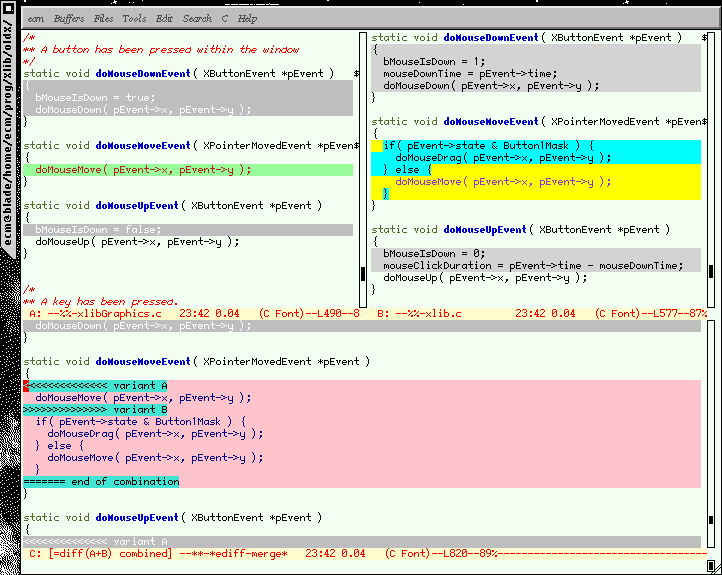 ecm@blade/home/ecm/prog/xlib/oldx/
ecm Buffers Files Tools Edit Search C Help
/*
** A button has been pressed within the window
*/
static void doMouseDownEvent( XButtonEvent *pEvent )   $
{
  bMouseIsDown = true;
  doMouseDown( pEvent->x, pEvent->y );
}
static void doMouseMoveEvent( XPointerMovedEvent *pEven$
{
  doMouseMove( pEvent->x, pEvent->y );
}
static void doMouseUpEvent( XButtonEvent *pEvent )
{
  bMouseIsDown = false;
  doMouseUp( pEvent->x, pEvent->y );
}
/*
** A key has been pressed.
A: --%%-xlibGraphics.c   23:42 0.04   (C Font)--L490--8
static void doMouseDownEvent( XButtonEvent *pEvent )   $
{
  bMouseIsDown = 1;
  mouseDownTime = pEvent->time;
  doMouseDown( pEvent->x, pEvent->y );
}
static void doMouseMoveEvent( XPointerMovedEvent *pEven$
{
  if( pEvent->state & Button1Mask ) {
    doMouseDrag( pEvent->x, pEvent->y );
  } else {
    doMouseMove( pEvent->x, pEvent->y );
  }
}
static void doMouseUpEvent( XButtonEvent *pEvent )
{
  bMouseIsDown = 0;
  mouseClickDuration = pEvent->time - mouseDownTime;
  doMouseUp( pEvent->x, pEvent->y );
}
B: --%%-xlib.c         23:42 0.04   (C Font)--L577--87%
  doMouseDown( pEvent->x, pEvent->y );
}
static void doMouseMoveEvent( XPointerMovedEvent *pEvent )
{
<<<<<<<<<<<<<< variant A
  doMouseMove( pEvent->x, pEvent->y );
>>>>>>>>>>>>>> variant B
  if( pEvent->state & Button1Mask ) {
    doMouseDrag( pEvent->x, pEvent->y );
  } else {
    doMouseMove( pEvent->x, pEvent->y );
  }
======= end of combination
}
static void doMouseUpEvent( XButtonEvent *pEvent )
{
<<<<<<<<<<<<<< variant A
C: [=diff(A+B) combined] --**-*ediff-merge*   23:42 0.04   (C Font)--L820--89%-----------------------------------